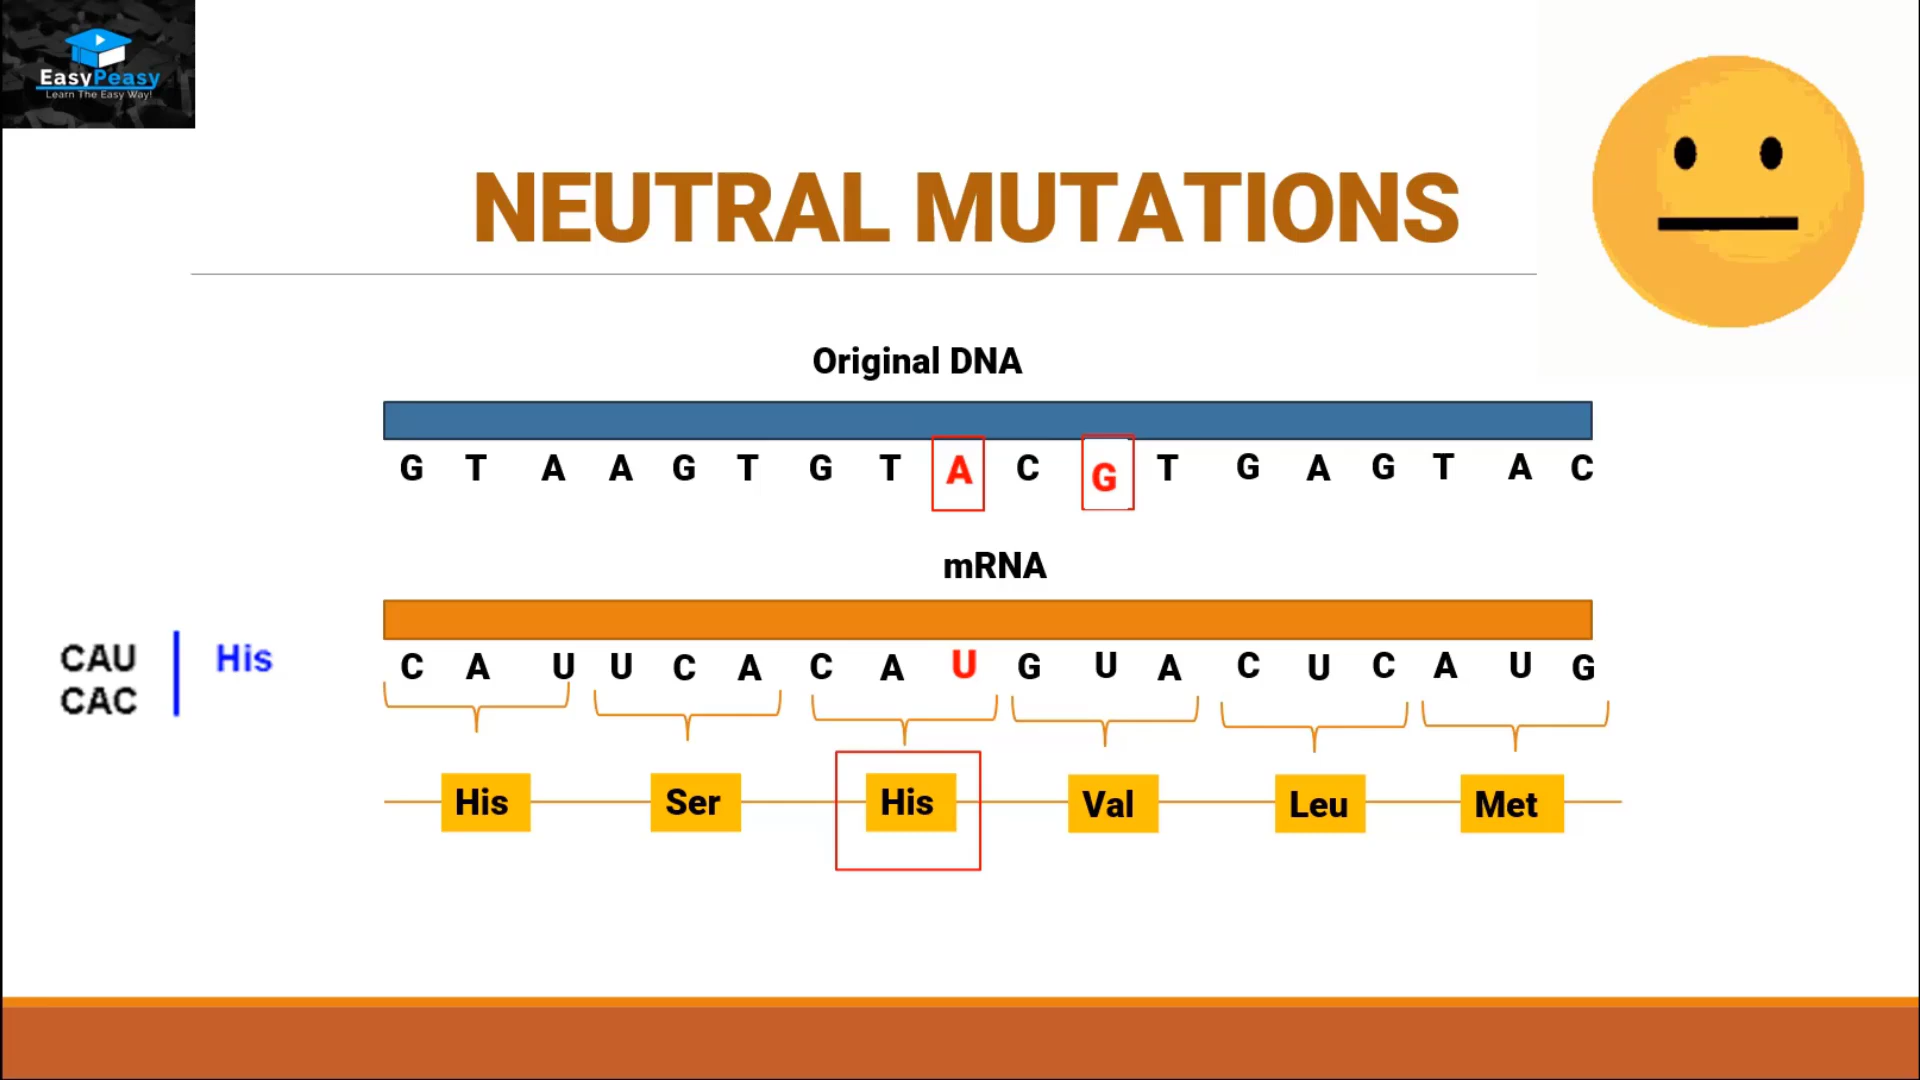 EasyPeasy
Learn The Easy Way!
NEUTRAL MUTATIONS
Original DNA
G T A A G T G T A C G T G A G T A C
mRNA
C A U U C A C A U G U A C U C A U G
CAU His
CAC
His Ser His Val Leu Met